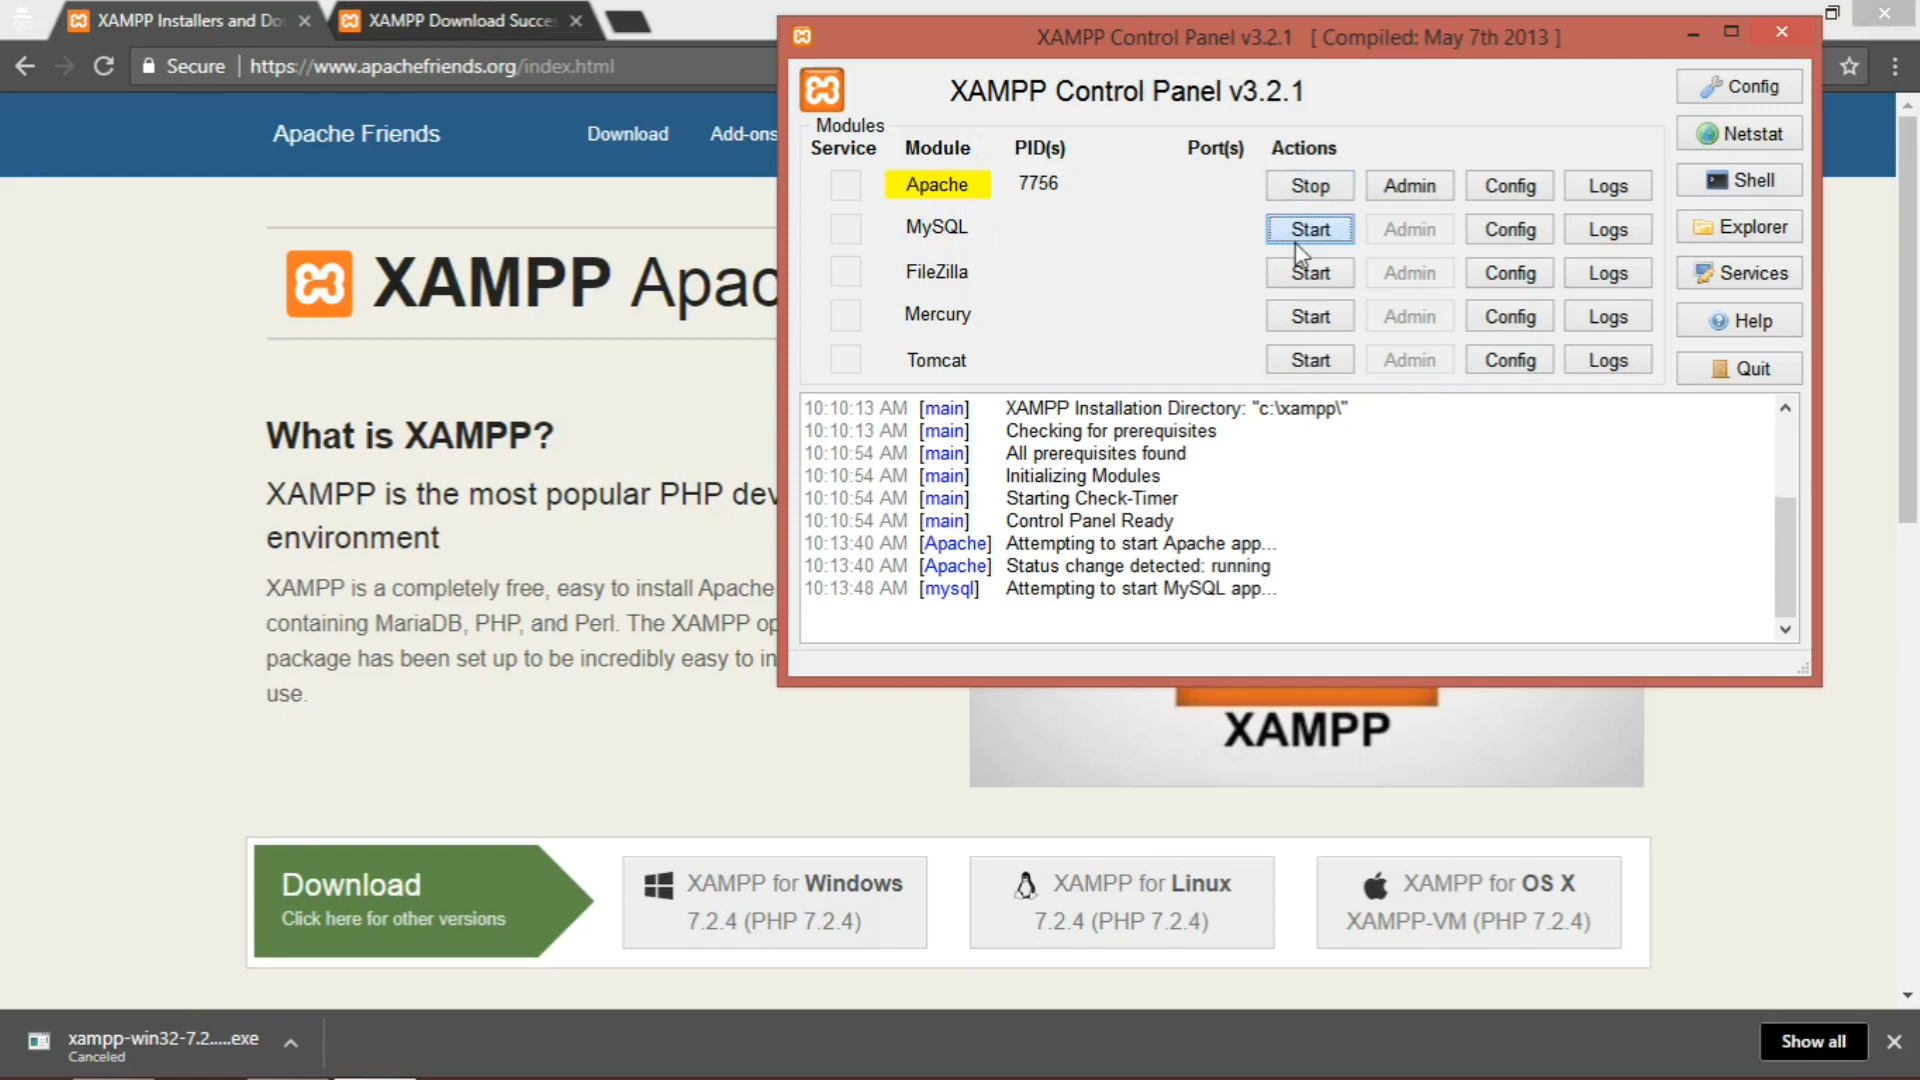 XAMPP Installers and Do
XAMPP Download Succe
Secure
https://www.apachefriends.org/index.html
Apache Friends
Download
Add-ons
XAMPP Apac
What is XAMPP?
XAMPP is the most popular PHP dev
environment
XAMPP is a completely free, easy to install Apache
containing MariaDB, PHP, and Perl. The XAMPP op
package has been set up to be incredibly easy to in
use.
XAMPP Control Panel v3.2.1 [ Compiled: May 7th 2013 ]
XAMPP Control Panel v3.2.1
Config
Netstat
Shell
Explorer
Services
Help
Quit
Modules
Service Module PID(s) Port(s) Actions
Apache 7756 Stop Admin Config Logs
MySQL Start Admin Config Logs
FileZilla Start Admin Config Logs
Mercury Start Admin Config Logs
Tomcat Start Admin Config Logs
10:10:13 AM [main] XAMPP Installation Directory: "c:\xampp\"
10:10:13 AM [main] Checking for prerequisites
10:10:54 AM [main] All prerequisites found
10:10:54 AM [main] Initializing Modules
10:10:54 AM [main] Starting Check-Timer
10:10:54 AM [main] Control Panel Ready
10:13:40 AM [Apache] Attempting to start Apache app...
10:13:40 AM [Apache] Status change detected: running
10:13:48 AM [mysql] Attempting to start MySQL app...
XAMPP
Download
Click here for other versions
XAMPP for Windows
7.2.4 (PHP 7.2.4)
XAMPP for Linux
7.2.4 (PHP 7.2.4)
XAMPP for OS X
XAMPP-VM (PHP 7.2.4)
xampp-win32-7.2.....exe
Canceled
Show all